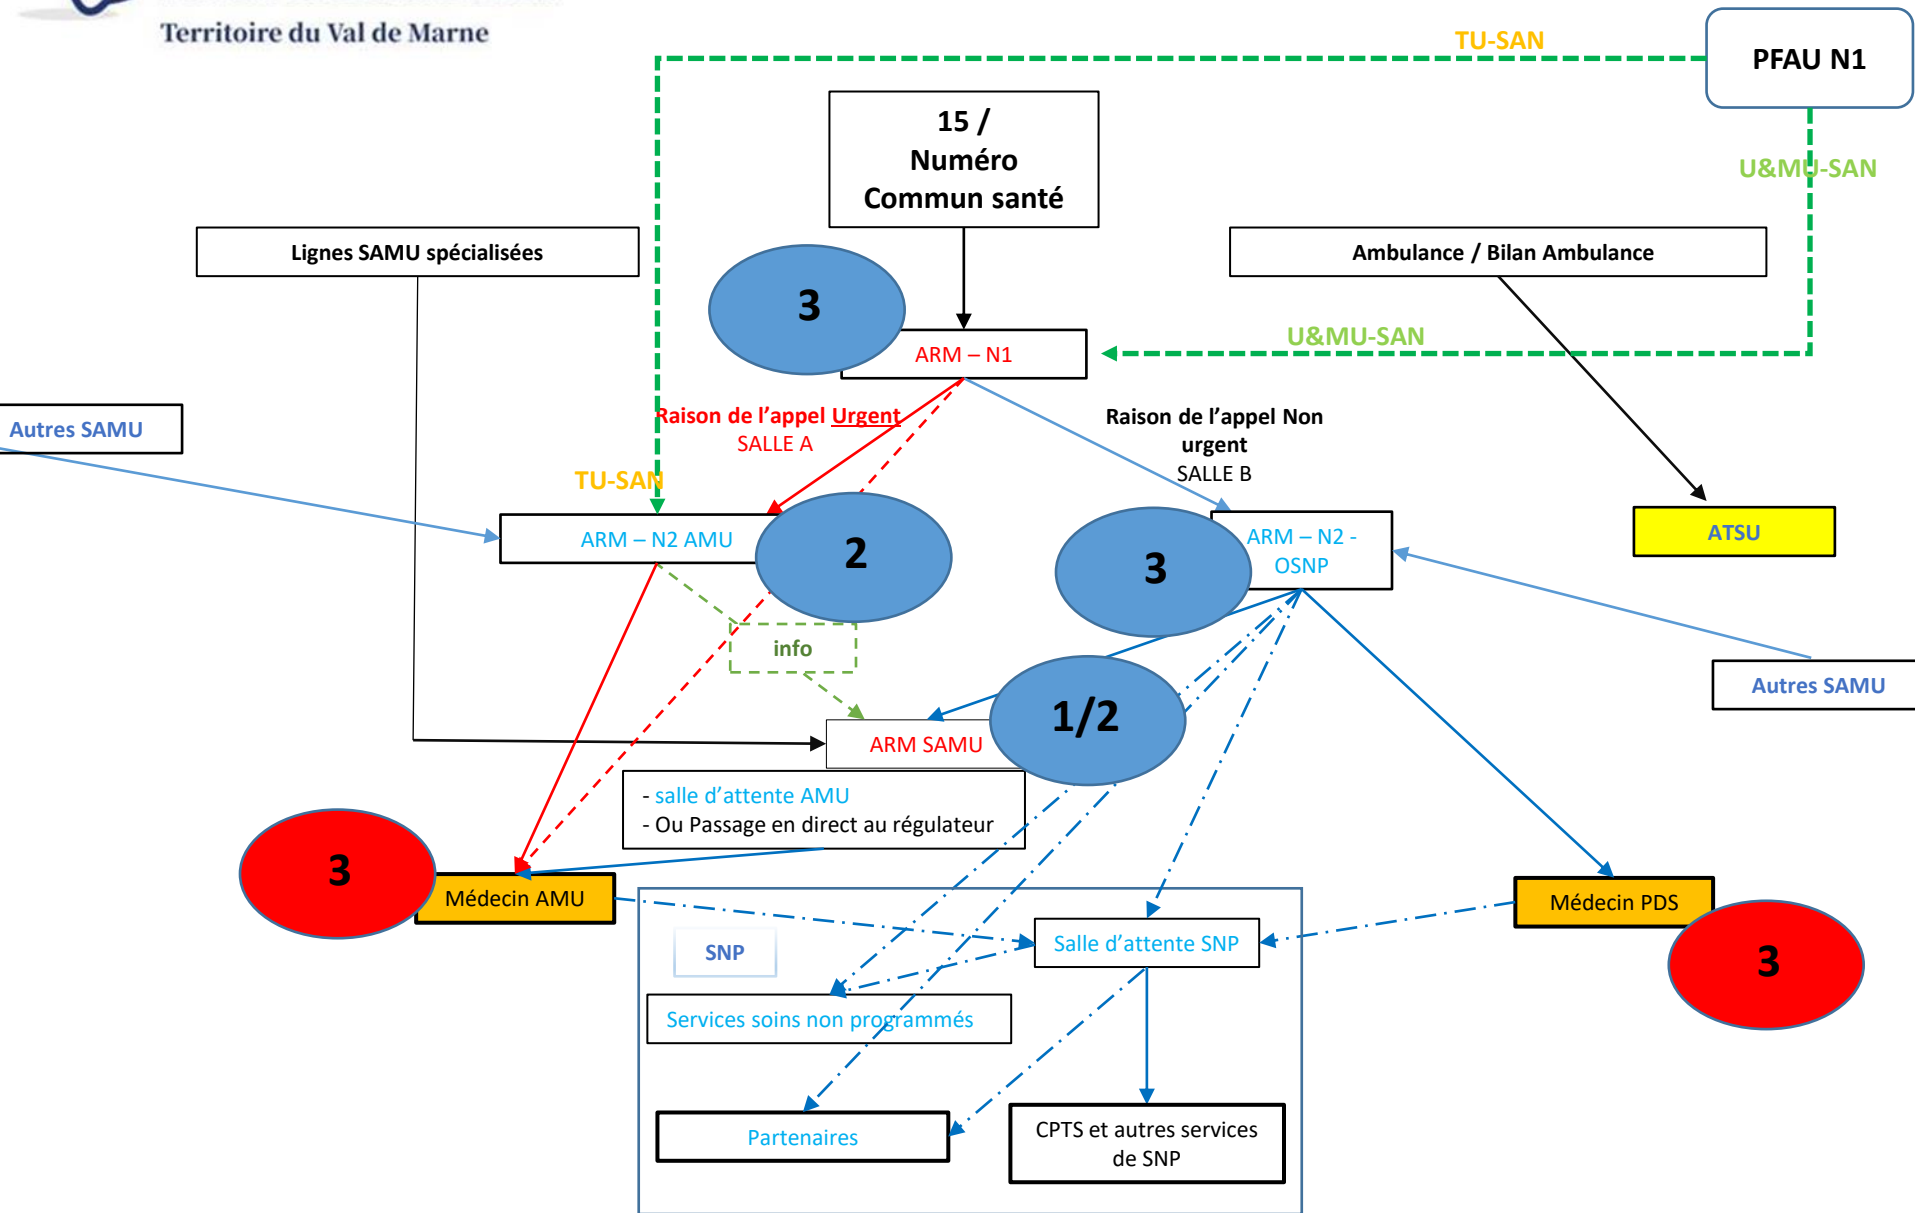 Territoire du Val de Marne
TU-SAN
PFAU N1
15 /
Numéro
Commun santé
U&MU-SAN
Lignes SAMU spécialisées
Ambulance / Bilan Ambulance
3
U&MU-SAN
ARM – N1
Autres SAMU
Raison de l'appel Urgent
SALLE A
Raison de l'appel Non
urgent
SALLE B
TU-SAN
ARM – N2 AMU
2
3
ARM – N2 -
OSNP
ATSU
info
Autres SAMU
1/2
ARM SAMU
- salle d'attente AMU
- Ou Passage en direct au régulateur
3
Médecin AMU
Médecin PDS
3
SNP
Salle d'attente SNP
Services soins non programmés
Partenaires
CPTS et autres services
de SNP